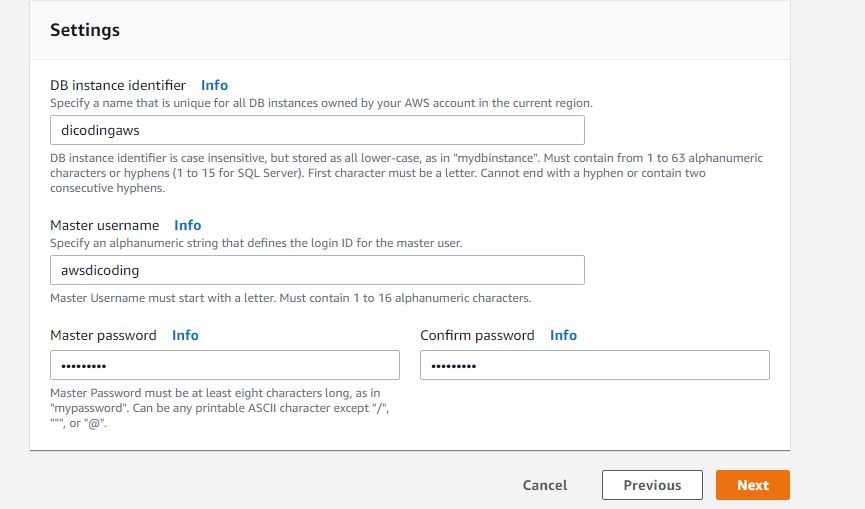 Settings
DB instance identifier Info
Specify a name that is unique for all DB instances owned by your AWS account in the current region.
dicodingaws
DB instance identifier is case insensitive, but stored as all lower-case, as in "mydbinstance". Must contain from 1 to 63 alphanumeric
characters or hyphens (1 to 15 for SQL Server). First character must be a letter. Cannot end with a hyphen or contain two
consecutive hyphens.
Master username Info
Specify an alphanumeric string that defines the login ID for the master user.
awsdicoding
Master Username must start with a letter. Must contain 1 to 16 alphanumeric characters.
Master password Info
•••••••••
Master Password must be at least eight characters long, as in
"mypassword". Can be any printable ASCII character except "/",
""", or "@".
Confirm password Info
•••••••••
Cancel Previous Next